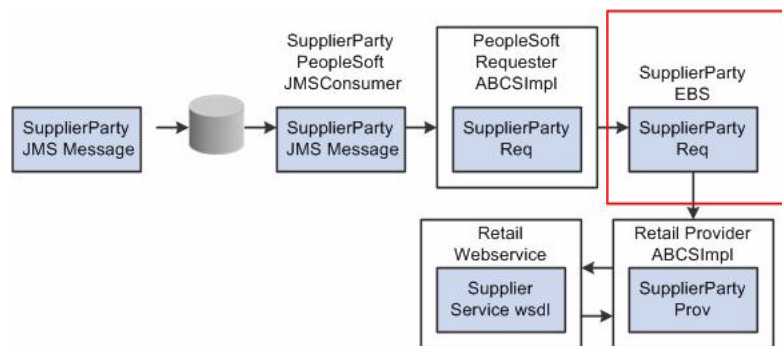 SupplierParty
JMS Message
SupplierParty
PeopleSoft
JMSConsumer
SupplierParty
JMS Message
PeopleSoft
Requester
ABCSImpl
SupplierParty
Req
SupplierParty
EBS
SupplierParty
Req
Retail
Webservice
Supplier
Service wsdl
Retail Provider
ABCSImpl
SupplierParty
Prov